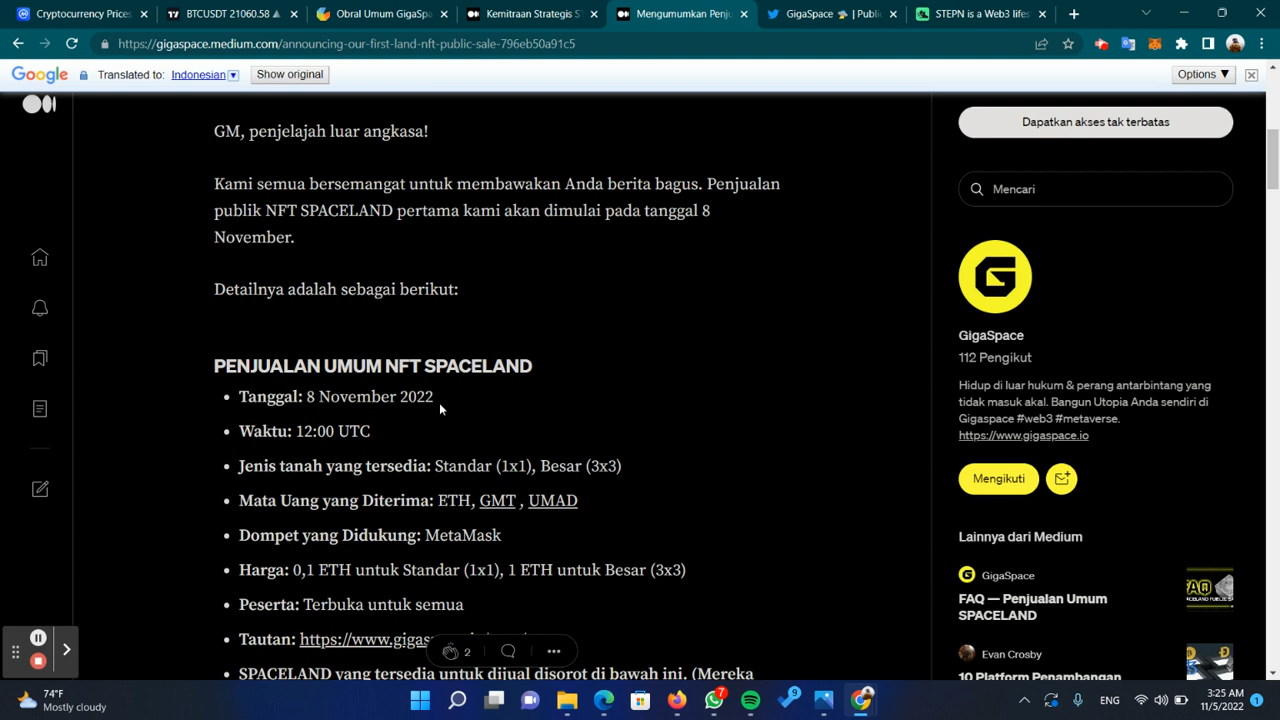 Cryptocurrency Prices
BTCUSDT 21060.58 ▲
Obral Umum GigaSpa
Kemitraan Strategis S
Mengumumkan Penju
GigaSpace | Publi
STEPN is a Web3 lifes
https://gigaspace.medium.com/announcing-our-first-land-nft-public-sale-796eb50a91c5
Google
Translated to: Indonesian
Show original
Options ▼
GM, penjelajah luar angkasa!
Kami semua bersemangat untuk membawakan Anda berita bagus. Penjualan
publik NFT SPACELAND pertama kami akan dimulai pada tanggal 8
November.
Detailnya adalah sebagai berikut:
PENJUALAN UMUM NFT SPACELAND
• Tanggal: 8 November 2022
• Waktu: 12:00 UTC
• Jenis tanah yang tersedia: Standar (1x1), Besar (3x3)
• Mata Uang yang Diterima: ETH, GMT , UMAD
• Dompet yang Didukung: MetaMask
• Harga: 0,1 ETH untuk Standar (1x1), 1 ETH untuk Besar (3x3)
• Peserta: Terbuka untuk semua
• Tautan: https://www.gigas
• SPACELAND yang tersedia untuk dijual disorot di bawah ini. (Mereka
2
Dapatkan akses tak terbatas
Mencari
GigaSpace
112 Pengikut
Hidup di luar hukum & perang antarbintang yang
tidak masuk akal. Bangun Utopia Anda sendiri di
Gigaspace #web3 #metaverse.
https://www.gigaspace.io
Mengikuti
Lainnya dari Medium
GigaSpace
FAQ — Penjualan Umum
SPACELAND
Evan Crosby
10 Platform Penambangan
74°F
Mostly cloudy
7
9
ENG
3:25 AM
11/5/2022
1